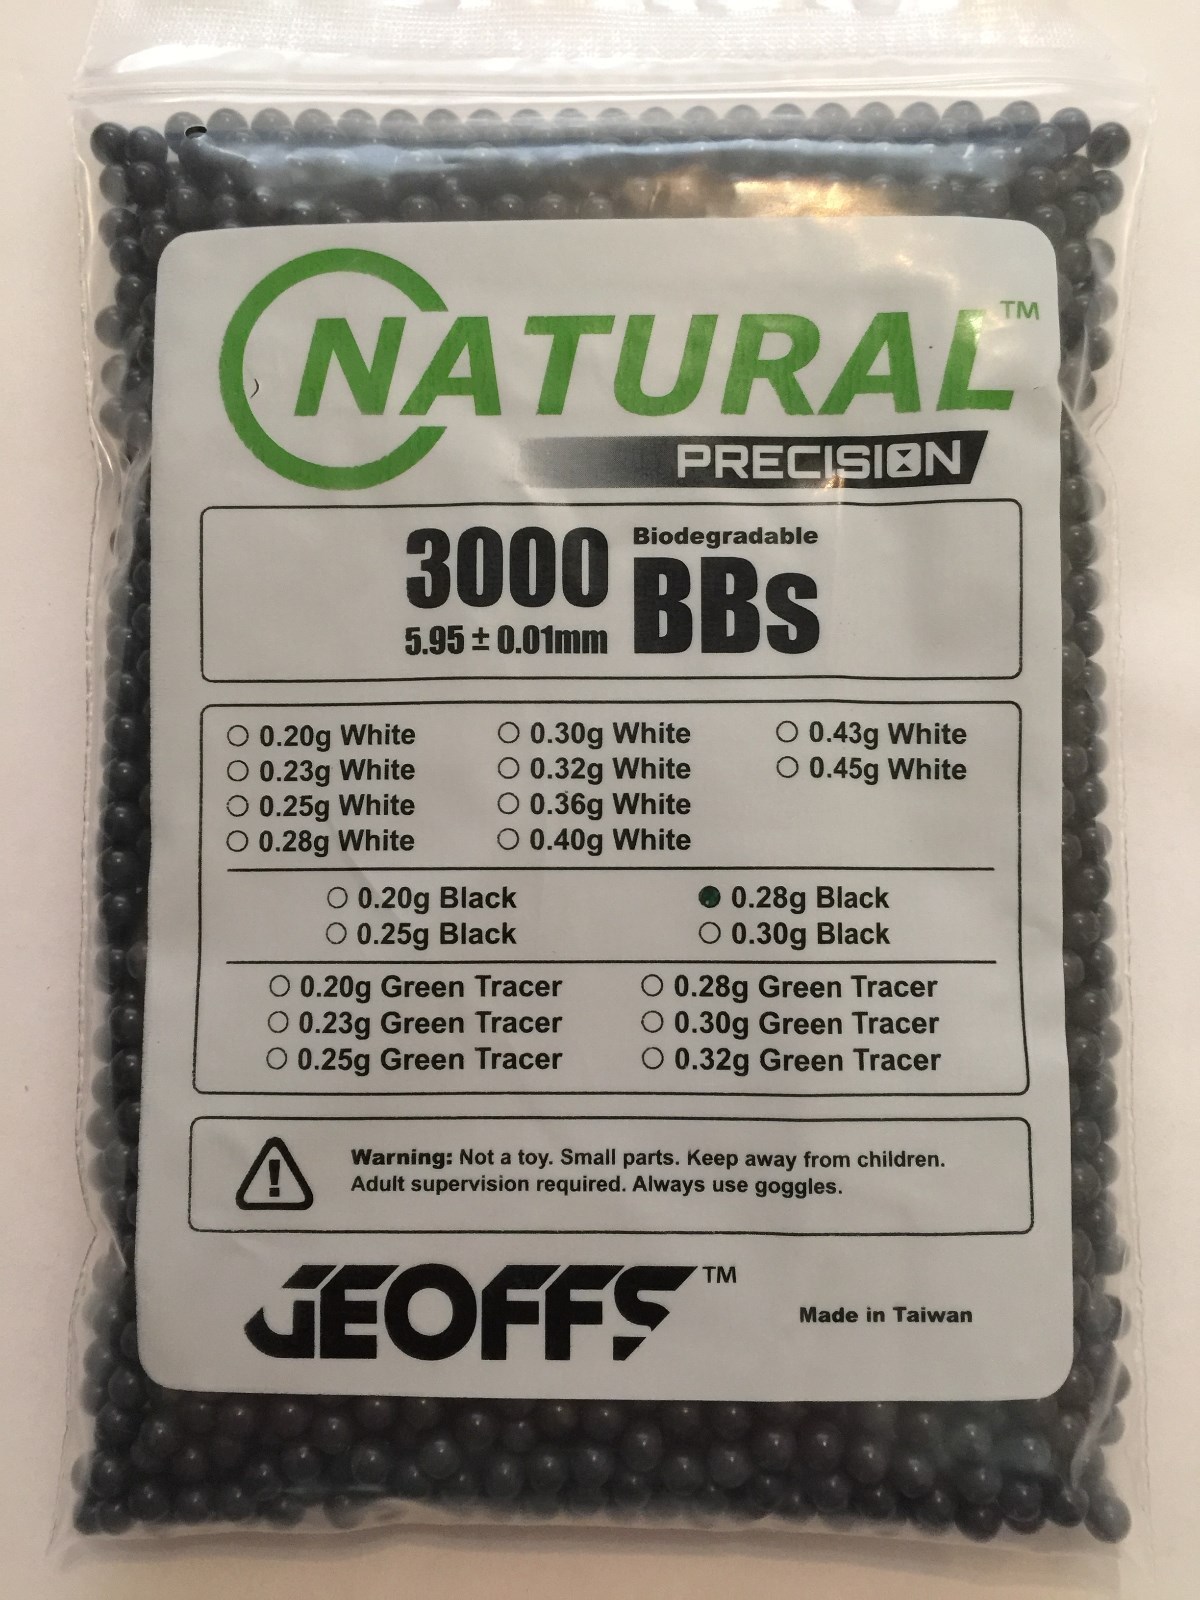 NATURAL™
PRECISION
3000 Biodegradable BBs
5.95 ± 0.01mm
0.20g White 0.30g White 0.43g White
0.23g White 0.32g White 0.45g White
0.25g White 0.36g White
0.28g White 0.40g White
0.20g Black 0.28g Black
0.25g Black 0.30g Black
0.20g Green Tracer 0.28g Green Tracer
0.23g Green Tracer 0.30g Green Tracer
0.25g Green Tracer 0.32g Green Tracer
Warning: Not a toy. Small parts. Keep away from children.
Adult supervision required. Always use goggles.
GEOFFS™
Made in Taiwan